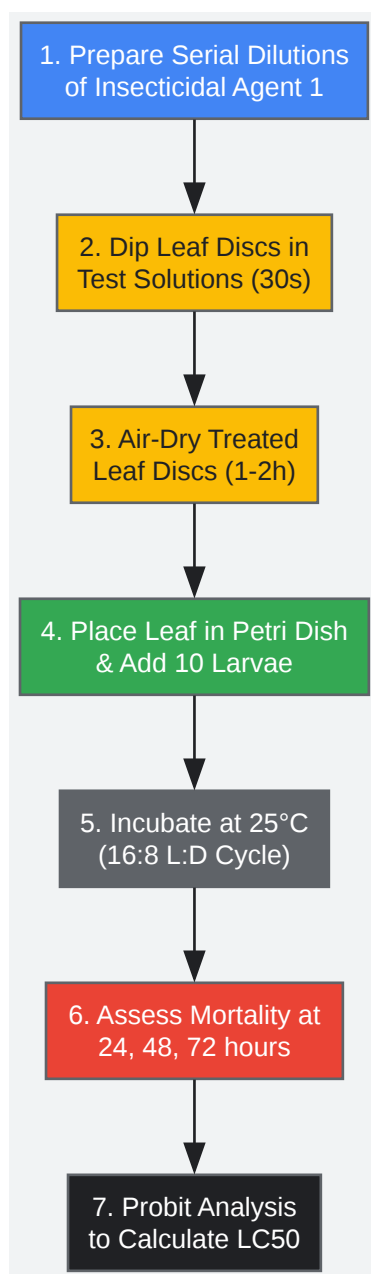 1. Prepare Serial Dilutions
of Insecticidal Agent 1
2. Dip Leaf Discs in
Test Solutions (30s)
3. Air-Dry Treated
Leaf Discs (1-2h)
4. Place Leaf in Petri Dish
& Add 10 Larvae
5. Incubate at 25°C
(16:8 L:D Cycle)
6. Assess Mortality at
24, 48, 72 hours
7. Probit Analysis
to Calculate LC50